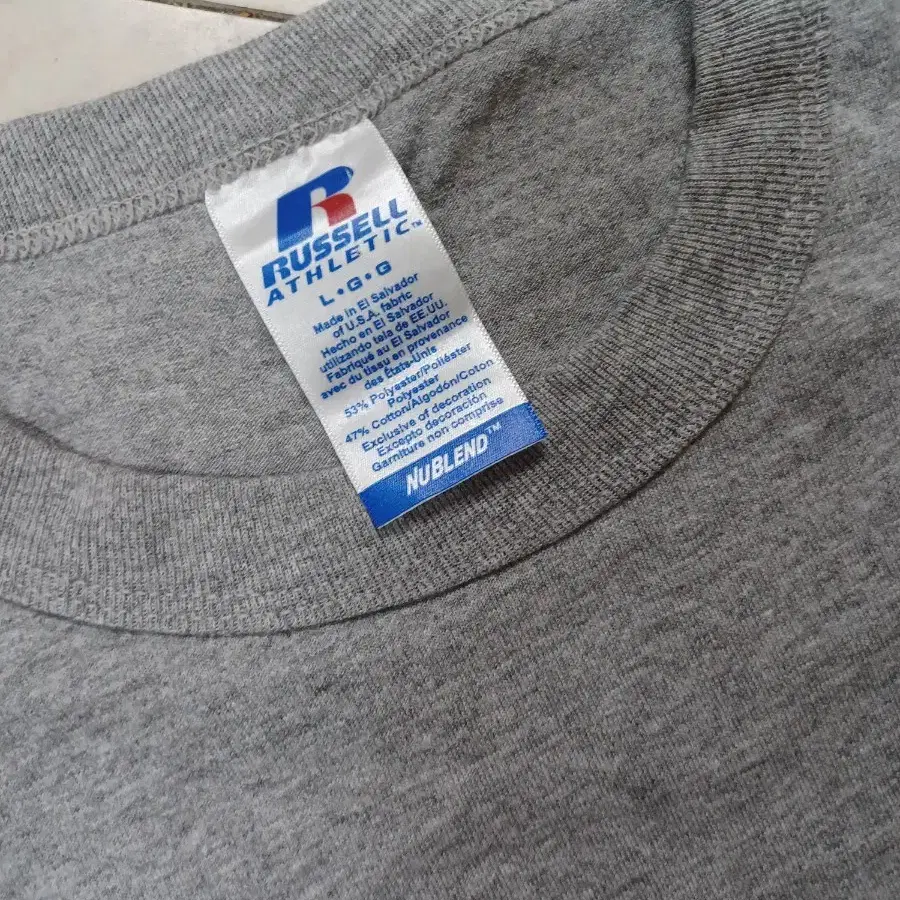 R
RUSSELL
ATHLETIC™
L•G•G
Made in El Salvador
of U.S.A. fabric
Hecho en El Salvador
utilizando tela de EE.UU.
Fabriqué au El Salvador
avec du tissu en provenance
des États-Unis
53% Polyester/Poliéster
Polyester
47% Cotton/Algodón/Coton
Exclusive of decoration
Excepto decoración
Garniture non comprise
NUBLEND™